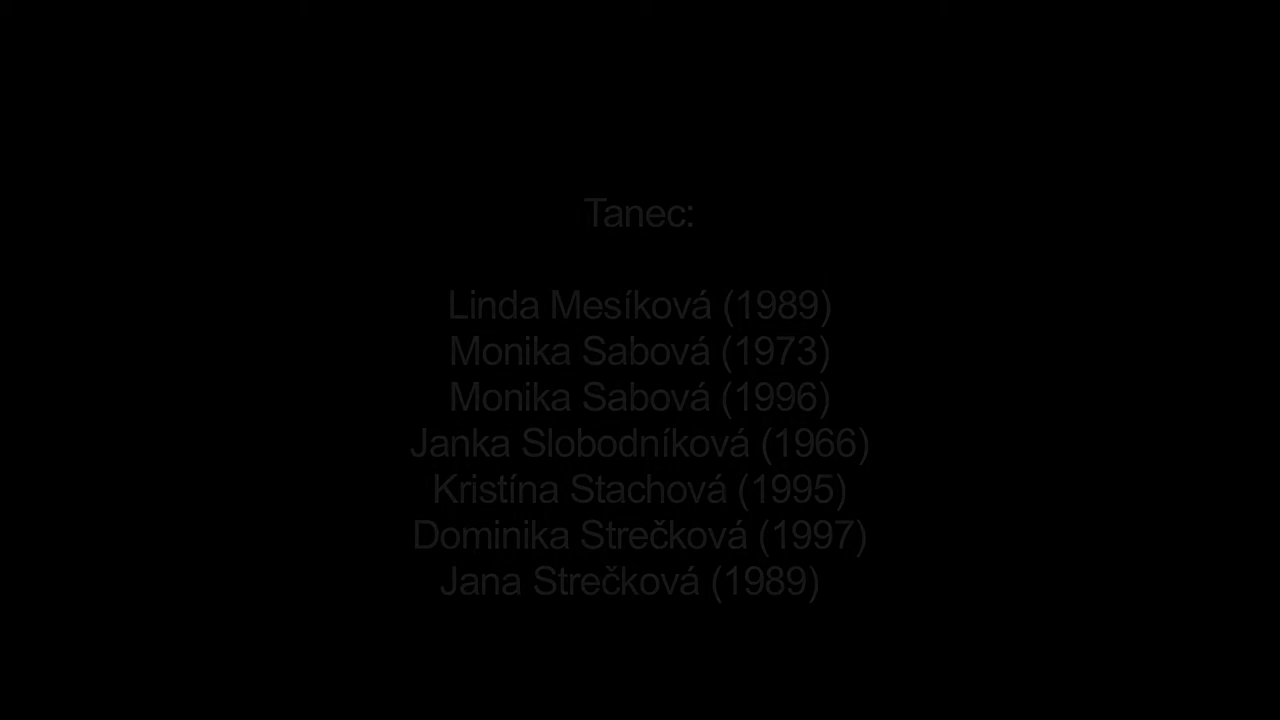 Tanec:
Linda Mesíková (1989)
Monika Sabová (1973)
Monika Sabová (1996)
Janka Slobodníková (1966)
Kristína Stachová (1995)
Dominika Strečková (1997)
Jana Strečková (1989)